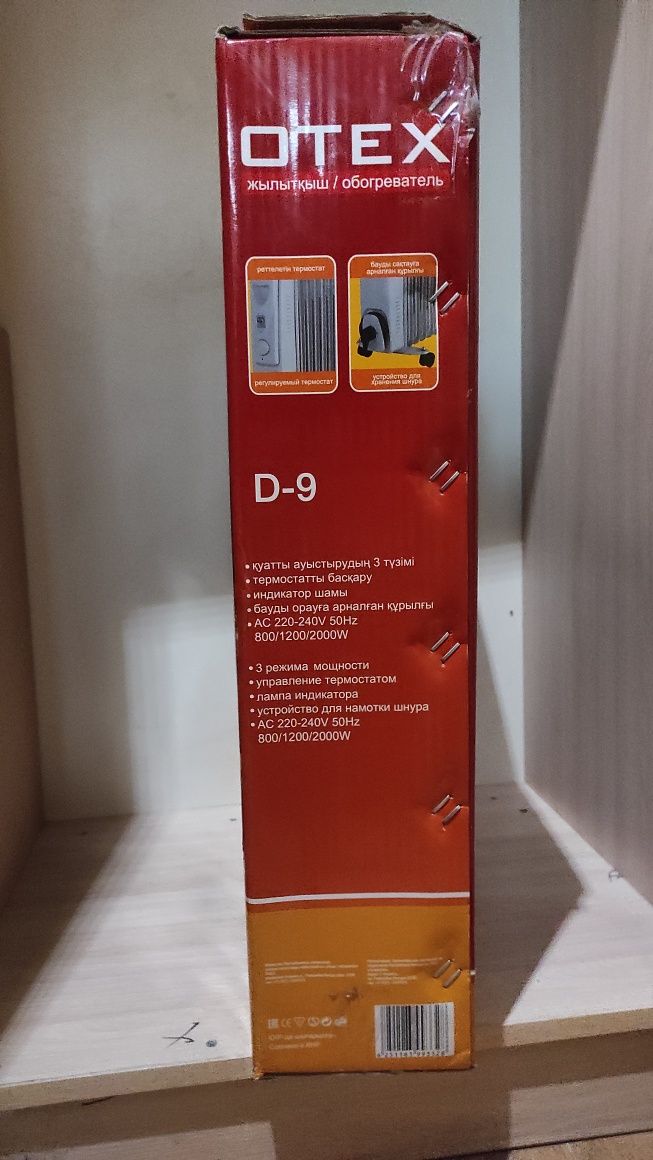 OTEX
жылытқыш / обогреватель
реттелетін термостат
регулируемый термостат
бауды сақтауға
арналған құрылғы
устройство для
хранения шнура
D-9
• қуатты ауыстырудың 3 түзімі
• термостатты басқару
• индикатор шамы
• бауды орауға арналған құрылғы
• AC 220-240V 50Hz
800/1200/2000W
• 3 режима мощности
• управление термостатом
• лампа индикатора
• устройство для намотки шнура
• AC 220-240V 50Hz
800/1200/2000W
Сделано в КНР